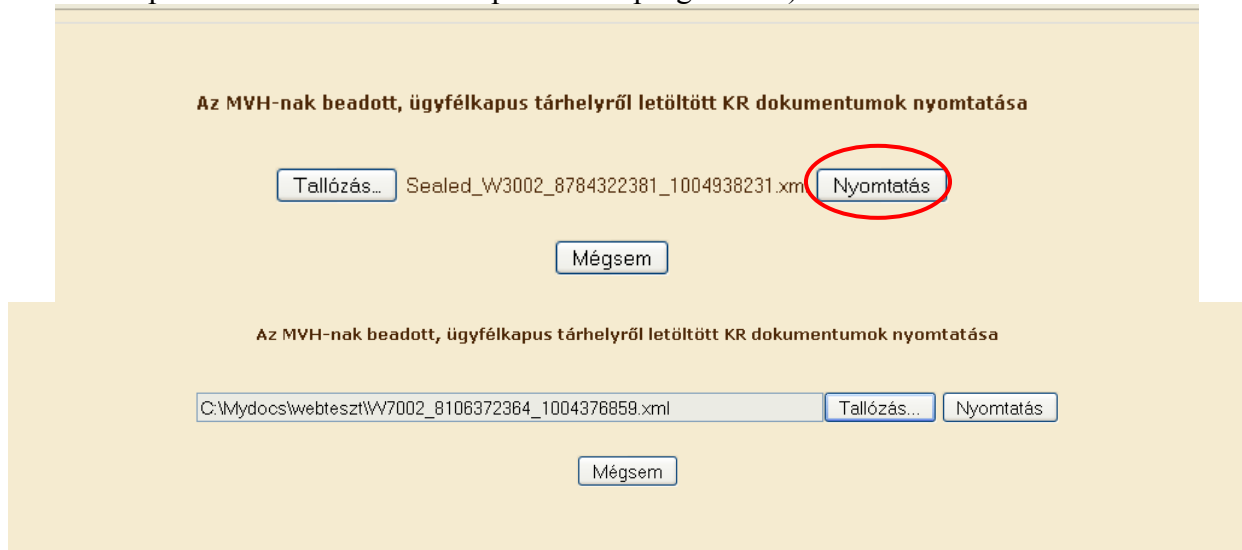 Az MVH-nak beadott, ügyfélkapus tárhelyről letöltött KR dokumentumok nyomtatása
Tallózás... Sealed_W3002_8784322381_1004938231.xm Nyomtatás
Mégsem
Az MVH-nak beadott, ügyfélkapus tárhelyről letöltött KR dokumentumok nyomtatása
C:\Mydocs\webteszt\W7002_8106372364_1004376859.xml Tallózás... Nyomtatás
Mégsem